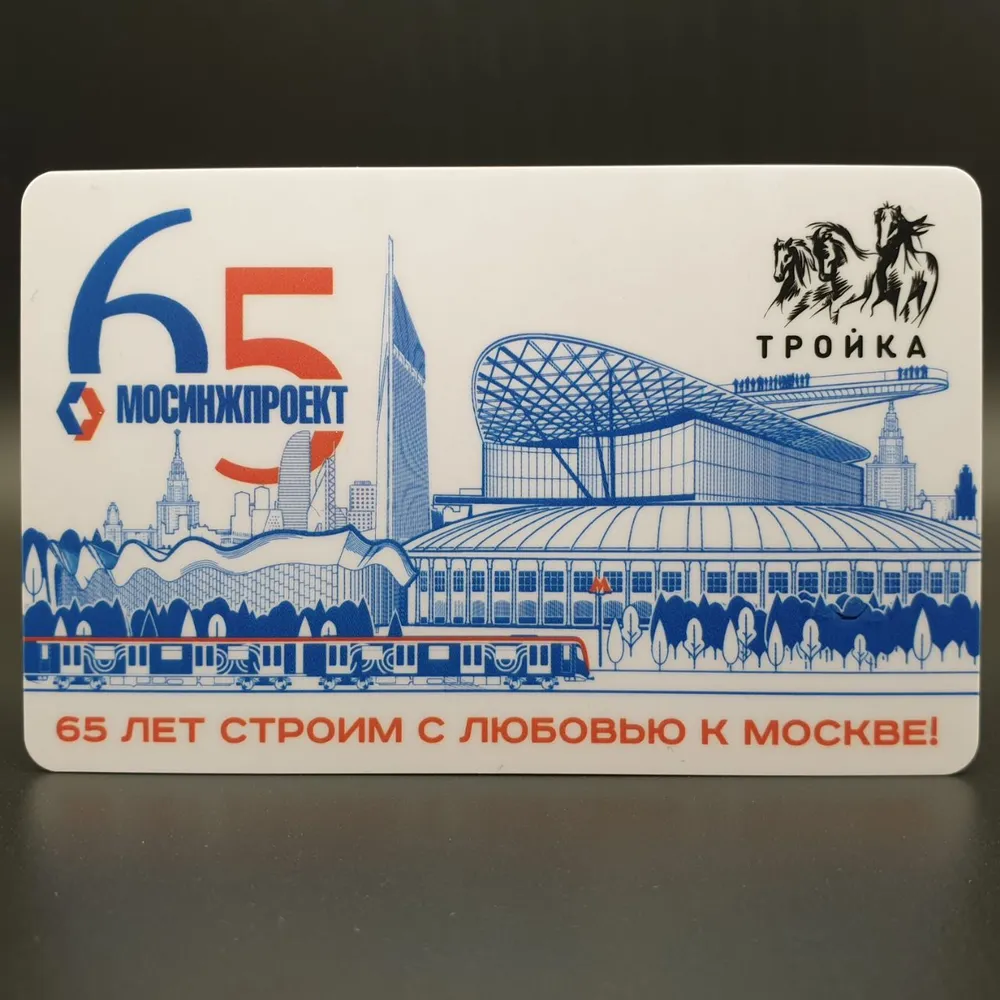 65
МОСИНЖПРОЕКТ
ТРОЙКА
М
65 ЛЕТ СТРОИМ С ЛЮБОВЬЮ К МОСКВЕ!